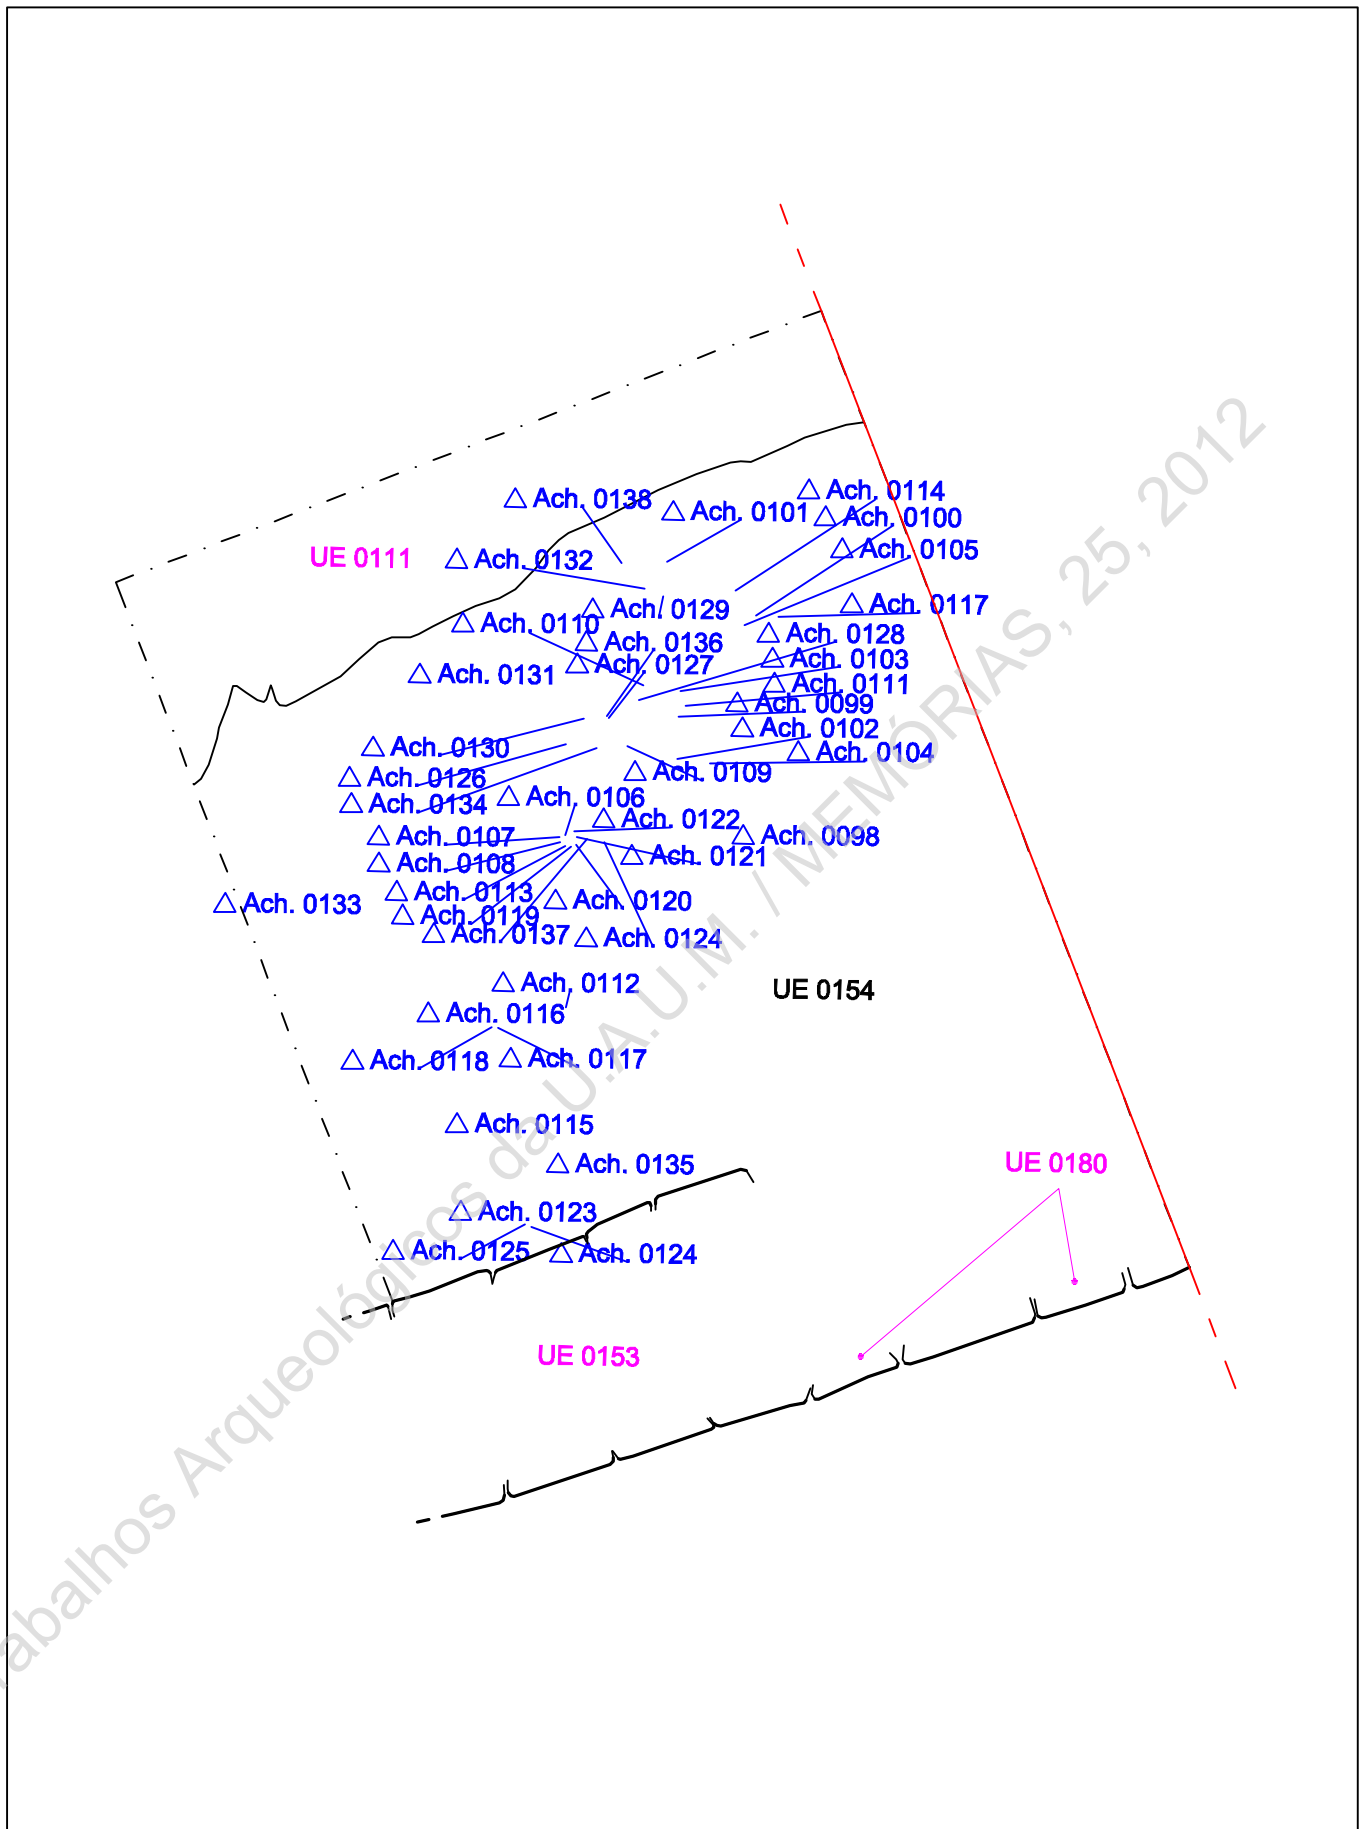 Ach. 0138
Ach. 0101
Ach. 0114
Ach. 0100
Ach. 0105
UE 0111
Ach. 0132
Ach. 0129
Ach. 0117
Ach. 0110
Ach. 0136
Ach. 0128
Ach. 0127
Ach. 0103
Ach. 0131
Ach. 0111
Ach. 0099
Ach. 0102
Ach. 0130
Ach. 0104
Ach. 0126
Ach. 0109
Ach. 0134
Ach. 0106
Ach. 0122
Ach. 0107
Ach. 0098
Ach. 0108
Ach. 0121
Ach. 0113
Ach. 0133
Ach. 0120
Ach. 0119
Ach. 0137
Ach. 0124
Ach. 0112
UE 0154
Ach. 0116
Ach. 0118
Ach. 0117
Ach. 0115
Ach. 0135
UE 0180
Ach. 0123
Ach. 0125
Ach. 0124
UE 0153
abalhos Arqueológicos da U.A.U.M. / MEMÓRIAS, 25, 2012